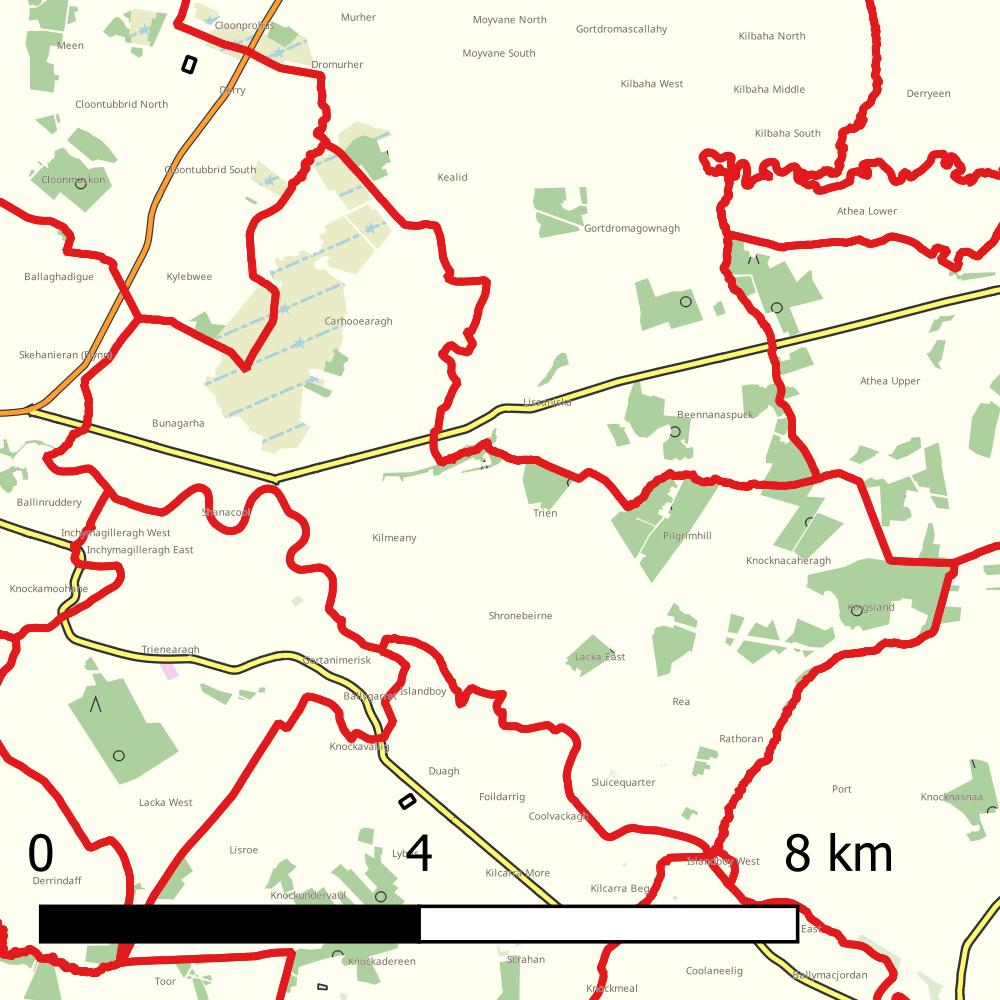 Murher
Moyvane North
Cloonprohus
Gortdromascallahy
Kilbaha North
Meen
Moyvane South
Dromurher
Kilbaha West
Derry
Kilbaha Middle
Derryeen
Cloontubbrid North
Kilbaha South
Cloontubbrid South
Cloonmackon
Kealid
Athea Lower
Gortdromagownagh
Ballaghadigue
Kylebwee
Carhooearagh
Skehanieran (Flynn)
Athea Upper
Lissaniska
Beennanaspuck
Bunagarha
Ballinruddery
Shanacool
Trien
Inchymagilleragh West
Kilmeany
Pilgrimhill
Inchymagilleragh East
Knocknacaheragh
Knockamoohane
Kingsland
Shronebeirne
Trienearagh
Gortanimerisk
Lacka East
Ballygarret
Islandboy
Rea
Rathoran
Knockavallig
Duagh
Sluicequarter
Port
Foildarrig
Knocknasnaa
Lacka West
Coolvackagh
Lisroe
0
4
8 km
Islandboy West
Kilcarra More
Derrindaff
Kilcarra Beg
Knockundervaul
East
Scrahan
Knockadereen
Coolaneelig
Ballymacjordan
Toor
Knockmeal